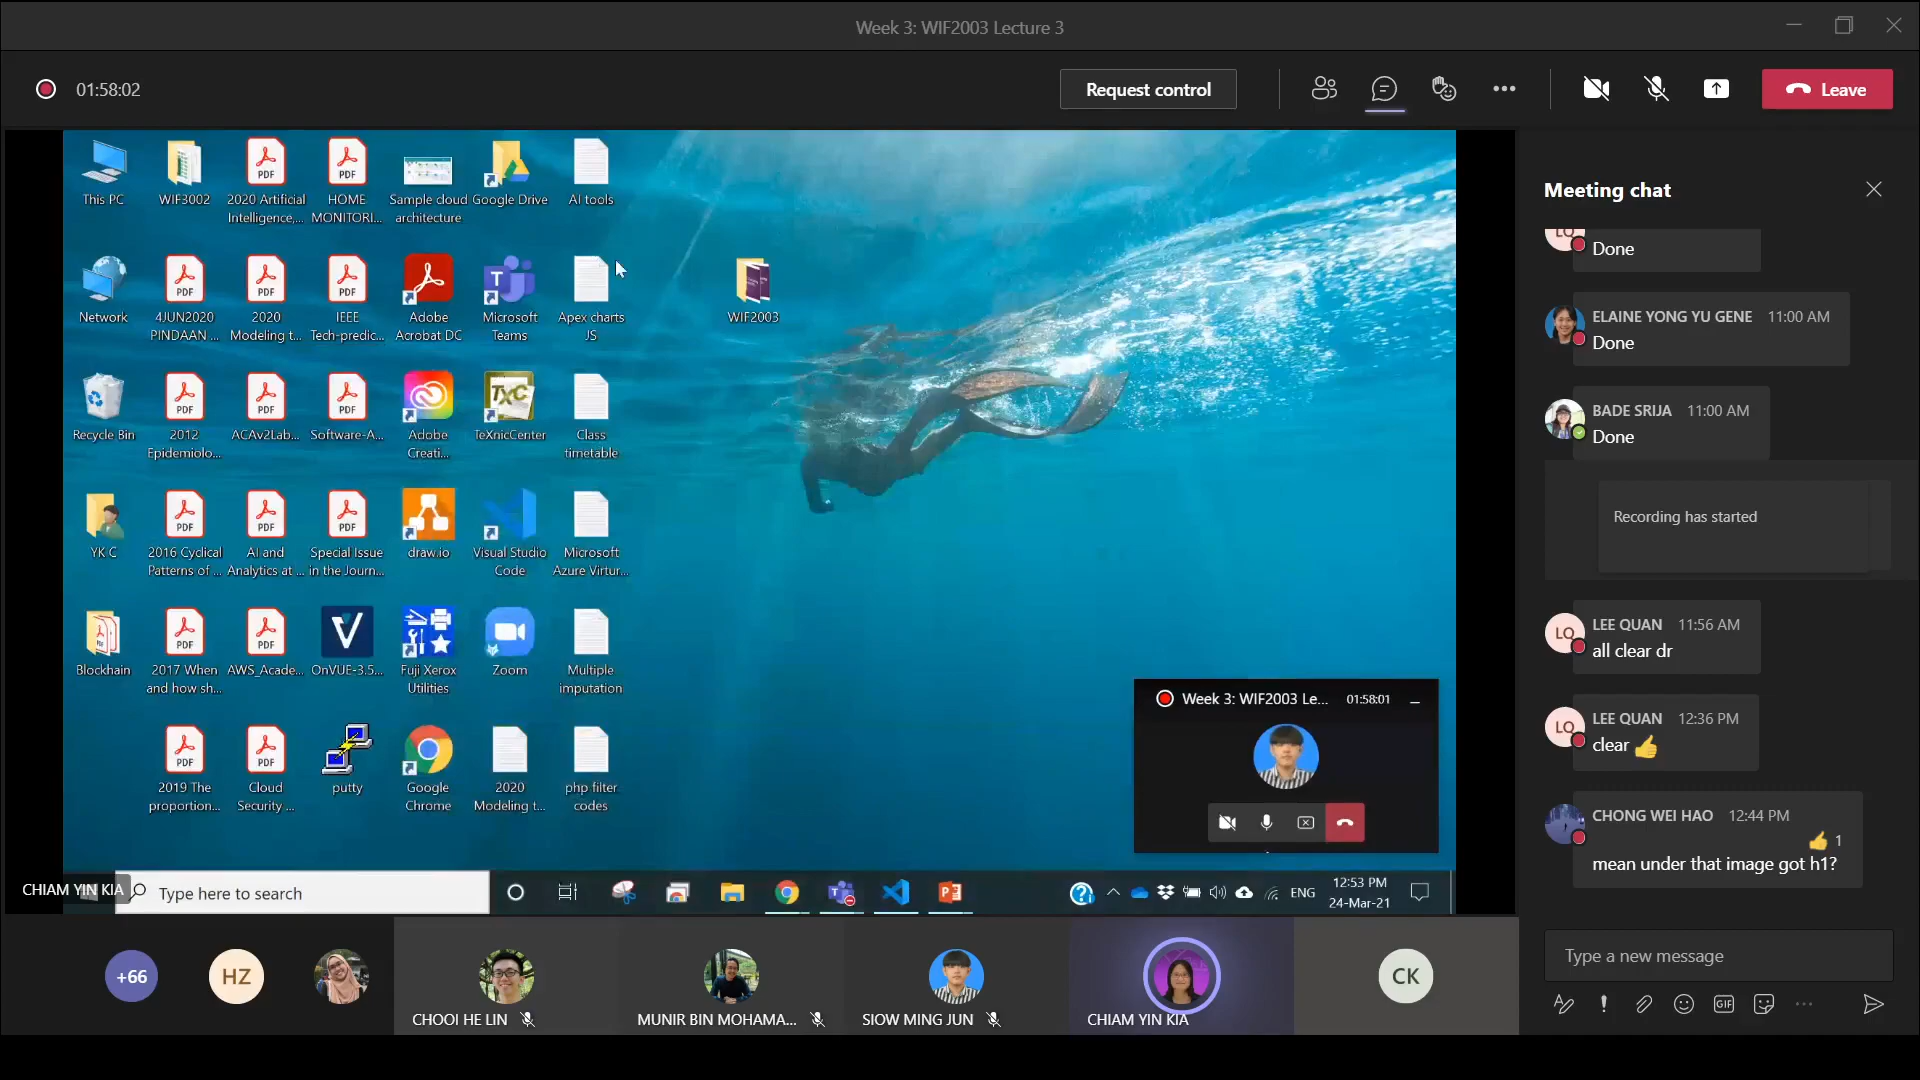 Week 3: WIF2003 Lecture 3
01:58:02
Request control
Leave
This PC
WIF3002
2020 Artificial
Intelligence,...
HOME
MONITORI...
Sample cloud
architecture
Google Drive
AI tools
Network
4JUN2020
PINDAAN ...
2020
Modeling t...
IEEE
Tech-predic...
Adobe
Acrobat DC
Microsoft
Teams
Apex charts
JS
WIF2003
Recycle Bin
2012
Epidemiolo...
ACAv2Lab...
Software-A...
Adobe
Creati...
TeXnicCenter
Class
timetable
YK C
2016 Cyclical
Patterns of ...
AI and
Analytics at ...
Special Issue
in the Journ...
draw.io
Visual Studio
Code
Microsoft
Azure Virtur...
Blockhain
2017 When
and how sh...
AWS_Acade...
OnVUE-3.5...
Fuji Xerox
Utilities
Zoom
Multiple
imputation
2019 The
proportion...
Cloud
Security ...
putty
Google
Chrome
2020
Modeling t...
php filter
codes
Week 3: WIF2003 Le...
01:58:01
CHIAM YIN KIA
Type here to search
ENG
12:53 PM
24-Mar-21
+66
HZ
CHOOI HE LIN
MUNIR BIN MOHAMA...
SIOW MING JUN
CHIAM YIN KIA
CK
Meeting chat
LQ
Done
ELAINE YONG YU GENE 11:00 AM
Done
BADE SRIJA 11:00 AM
Done
Recording has started
LQ
LEE QUAN 11:56 AM
all clear dr
LQ
LEE QUAN 12:36 PM
clear 👍
CHONG WEI HAO 12:44 PM
👍 1
mean under that image got h1?
Type a new message
GIF